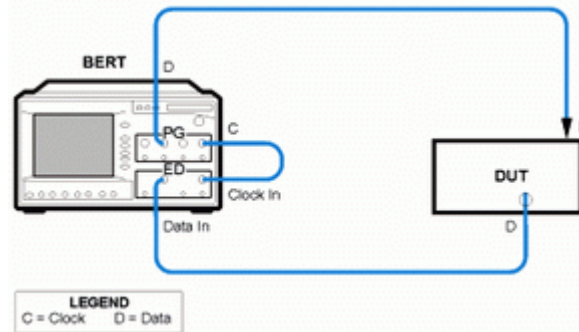 BERT
D
C
PG
ED
Clock In
Data In
DUT
D
LEGEND
C = Clock D = Data